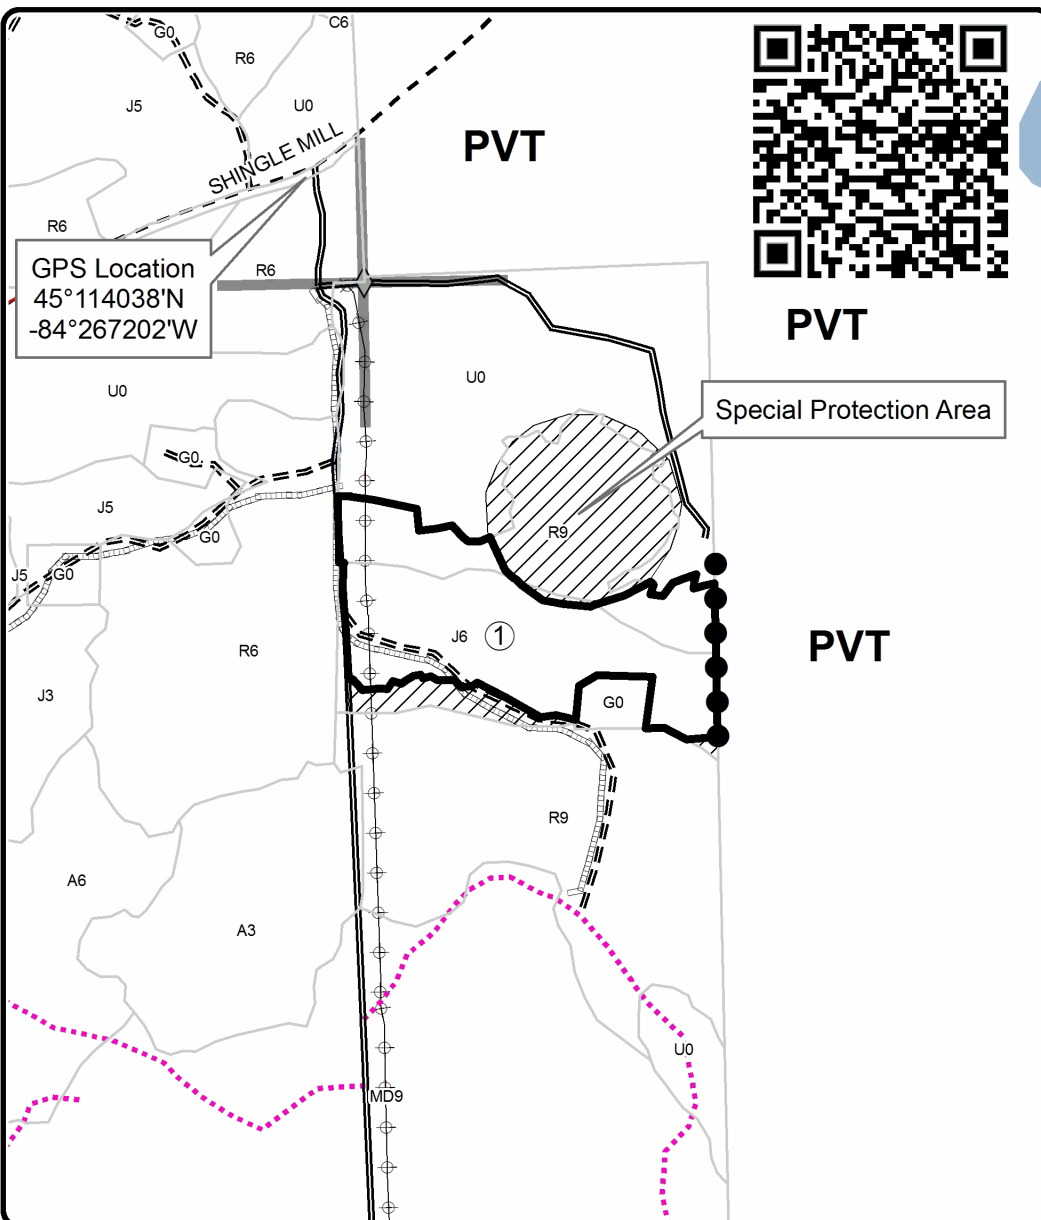 C6
G0
R6
J5
U0
SHINGLE MILL
PVT
R6
GPS Location
45°114038'N
-84°267202'W
R6
PVT
U0
U0
Special Protection Area
G0
J5
R9
G0
J5
G0
J6
1
PVT
R6
J3
G0
R9
A6
A3
U0
MD9